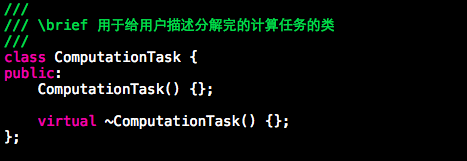 ///
/// \brief 用于给用户描述分解完的计算任务的类
///
class ComputationTask {
public:
    ComputationTask() {};
    virtual ~ComputationTask() {};
};